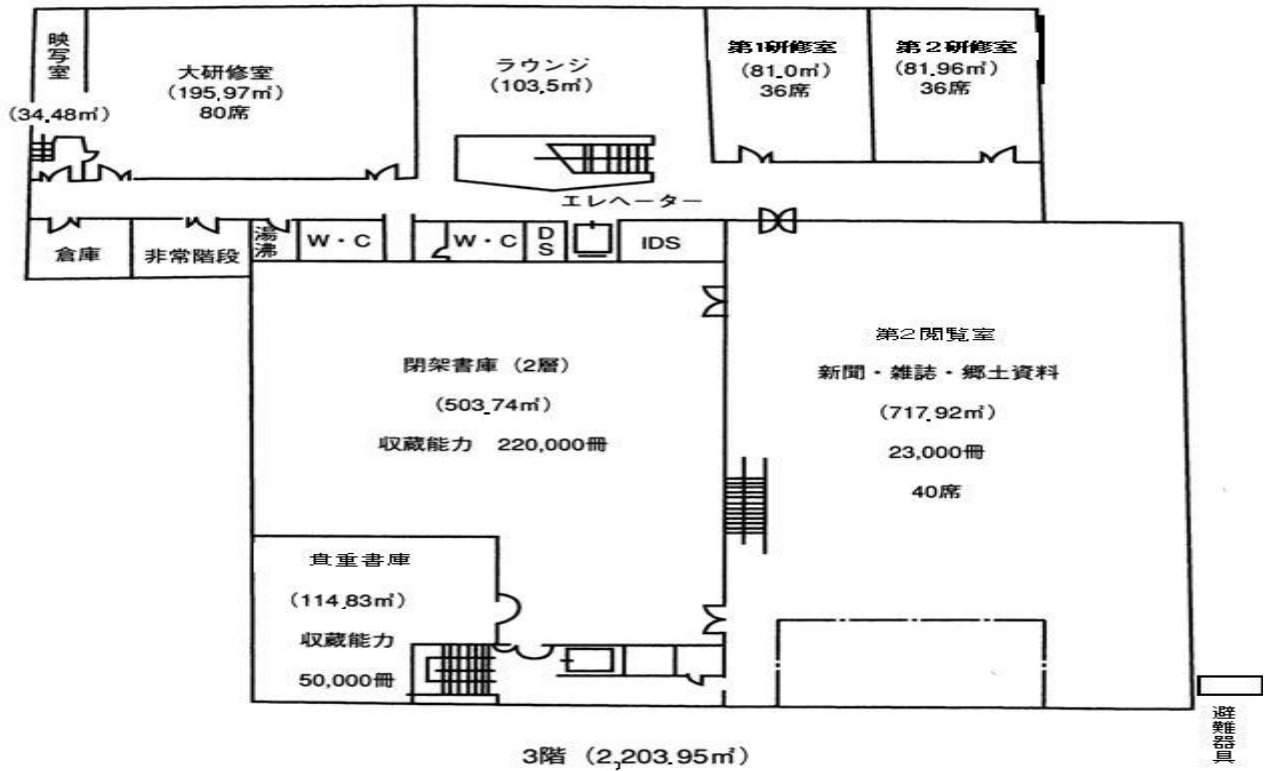 映写室
(34.48㎡)
大研修室
(195.97㎡)
80席
ラウンジ
(103.5㎡)
第1研修室
(81.0㎡)
36席
第2研修室
(81.96㎡)
36席
エレヘーター
倉庫
非常階段
湯沸
W・C
W・C
DS
IDS
閉架書庫(2層)
(503.74㎡)
収蔵能力 220,000冊
第2閲覧室
新聞・雑誌・郷土資料
(717.92㎡)
23,000冊
40席
貴重書庫
(114.83㎡)
収蔵能力
50,000冊
避難器具
3階(2,203.95㎡)